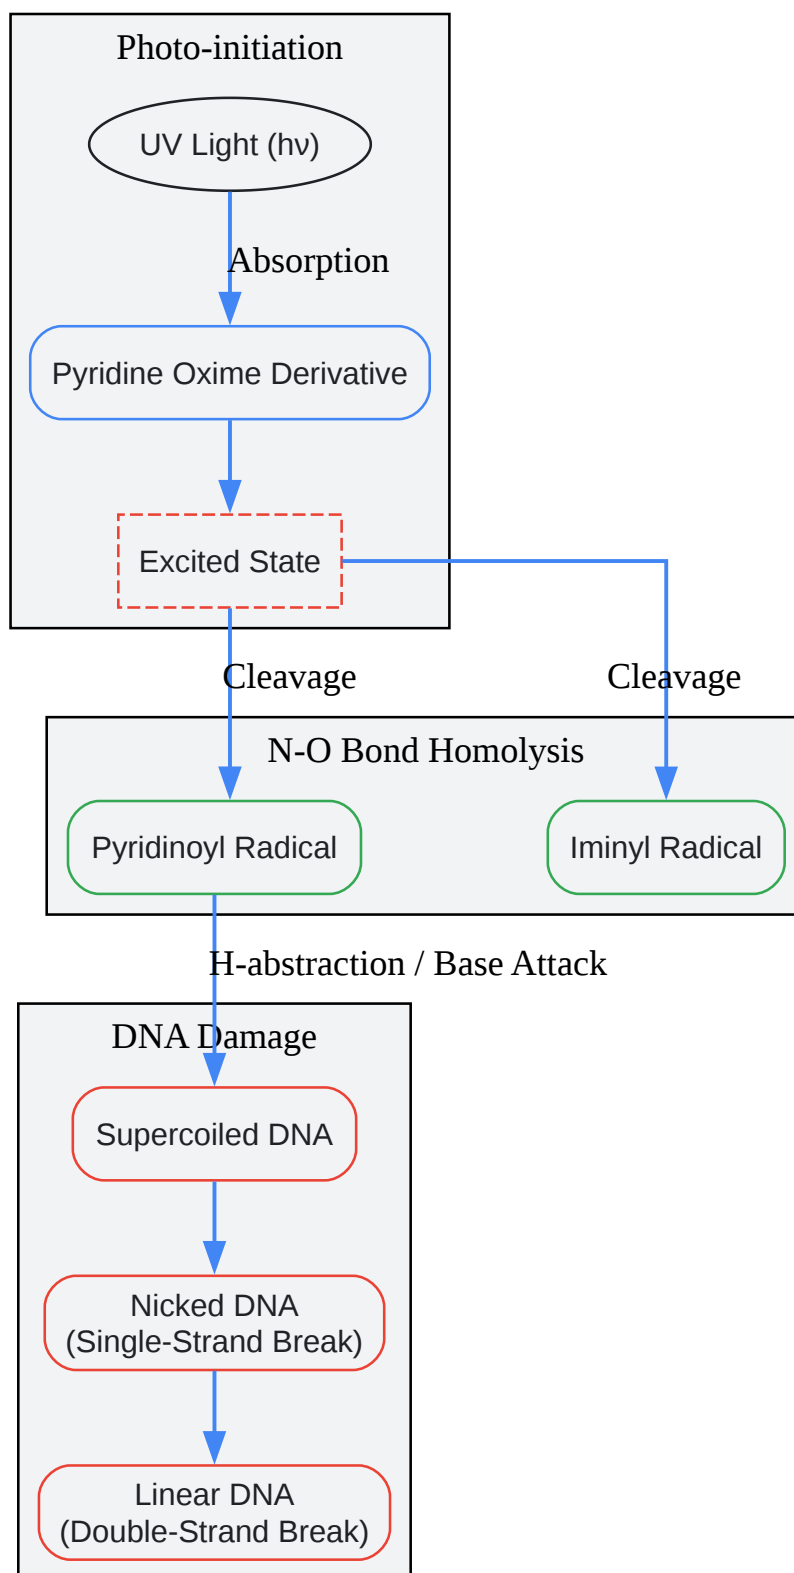 Photo-initiation
UV Light (hν)
Absorption
Pyridine Oxime Derivative
Excited State
Cleavage
Cleavage
N-O Bond Homolysis
Pyridinoyl Radical
Iminyl Radical
H-abstraction / Base Attack
DNA Damage
Supercoiled DNA
Nicked DNA
(Single-Strand Break)
Linear DNA
(Double-Strand Break)